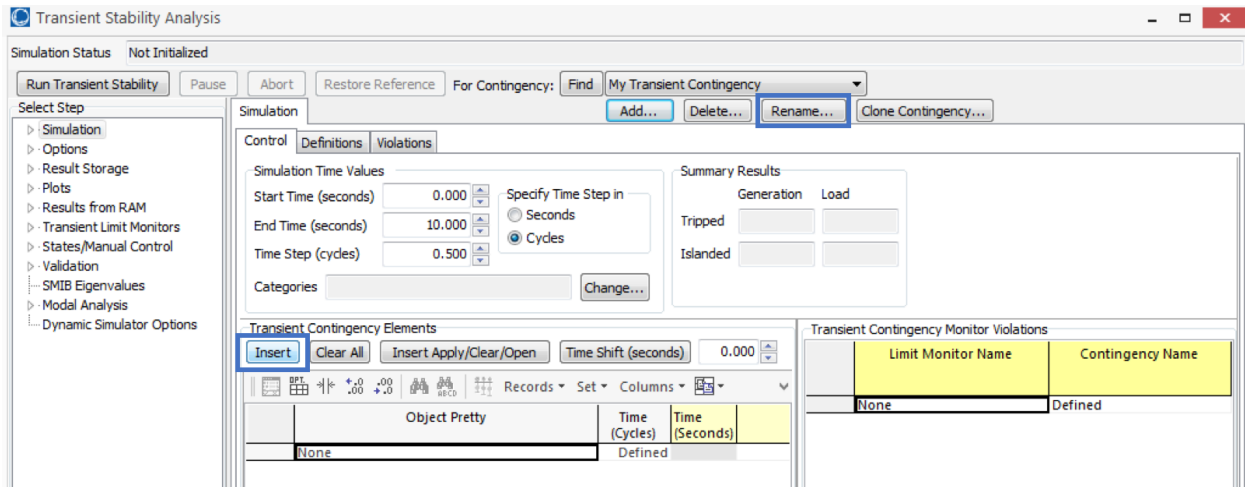 Transient Stability Analysis
Simulation Status Not Initialized
Run Transient Stability Pause Abort Restore Reference For Contingency: Find My Transient Contingency
Select Step
Simulation
Options
Result Storage
Plots
Results from RAM
Transient Limit Monitors
States/Manual Control
Validation
SMIB Eigenvalues
Modal Analysis
Dynamic Simulator Options
Simulation Add... Delete... Rename... Clone Contingency...
Control Definitions Violations
Simulation Time Values
Start Time (seconds) 0.000
End Time (seconds) 10.000
Time Step (cycles) 0.500
Specify Time Step in
Seconds
Cycles
Categories Change...
Summary Results
Generation Load
Tripped
Islanded
Transient Contingency Elements
Insert Clear All Insert Apply/Clear/Open Time Shift (seconds) 0.000
Records Set Columns
Object Pretty Time (Cycles) Time (Seconds)
None Defined
Transient Contingency Monitor Violations
Limit Monitor Name Contingency Name
None Defined